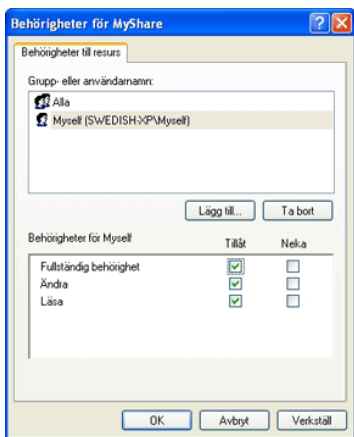 Behörigheter för MyShare
Behörigheter till resurs
Grupp- eller användarnamn:
Alla
Myself (SWEDISH-XP\Myself)
Lägg till... Ta bort
Behörigheter för Myself Tillåt Neka
Fullständig behörighet
Ändra
Läsa
OK Avbryt Verkställ